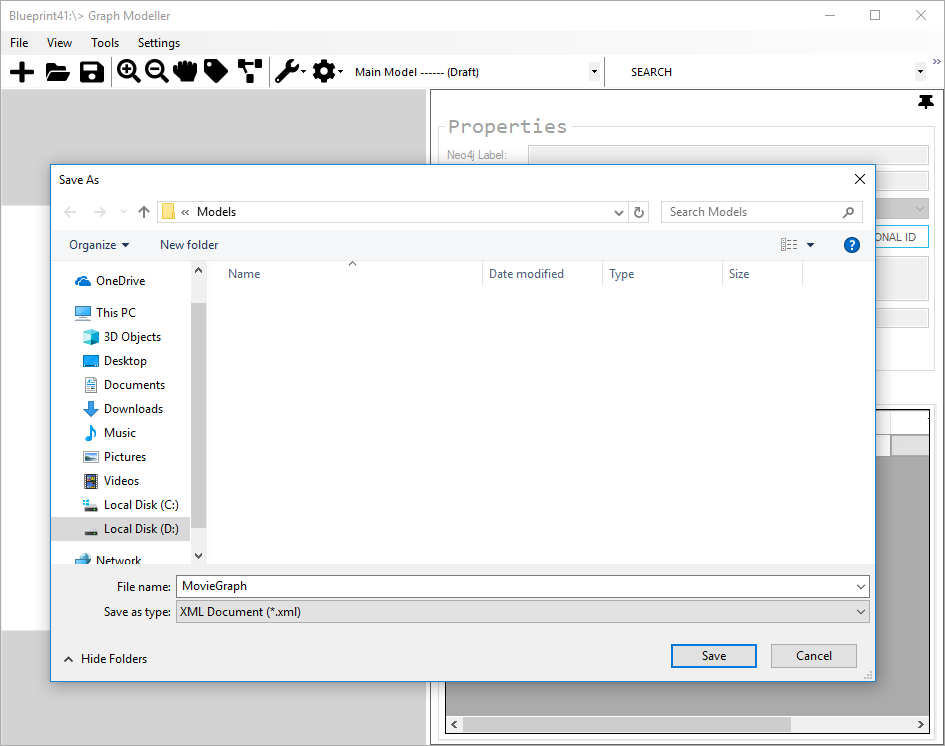 Blueprint41:\> Graph Modeller
File View Tools Settings
Main Model ------ (Draft) SEARCH
Properties
Neo4j Label:
Save As
« Models
Search Models
Organize New folder
ONAL ID
Name Date modified Type Size
OneDrive
This PC
3D Objects
Desktop
Documents
Downloads
Music
Pictures
Videos
Local Disk (C:)
Local Disk (D:)
Network
File name: MovieGraph
Save as type: XML Document (*.xml)
Hide Folders
Save Cancel